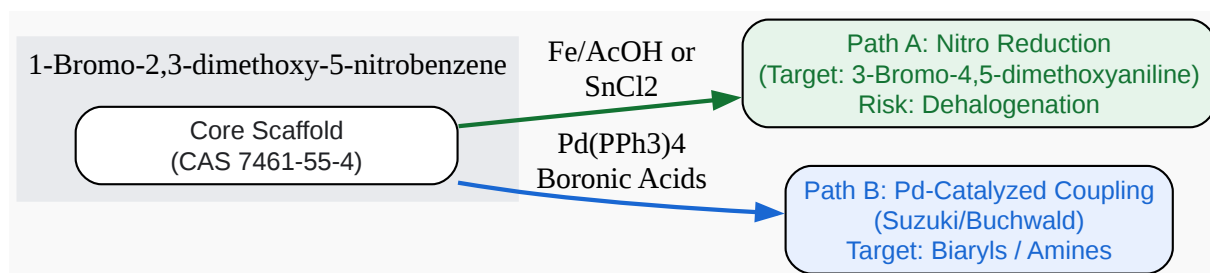 1-Bromo-2,3-dimethoxy-5-nitrobenzene
Core Scaffold
(CAS 7461-55-4)
Fe/AcOH or
SnCl2
Pd(PPh3)4
Boronic Acids
Path A: Nitro Reduction
(Target: 3-Bromo-4,5-dimethoxyaniline)
Risk: Dehalogenation
Path B: Pd-Catalyzed Coupling
(Suzuki/Buchwald)
Target: Biaryls / Amines